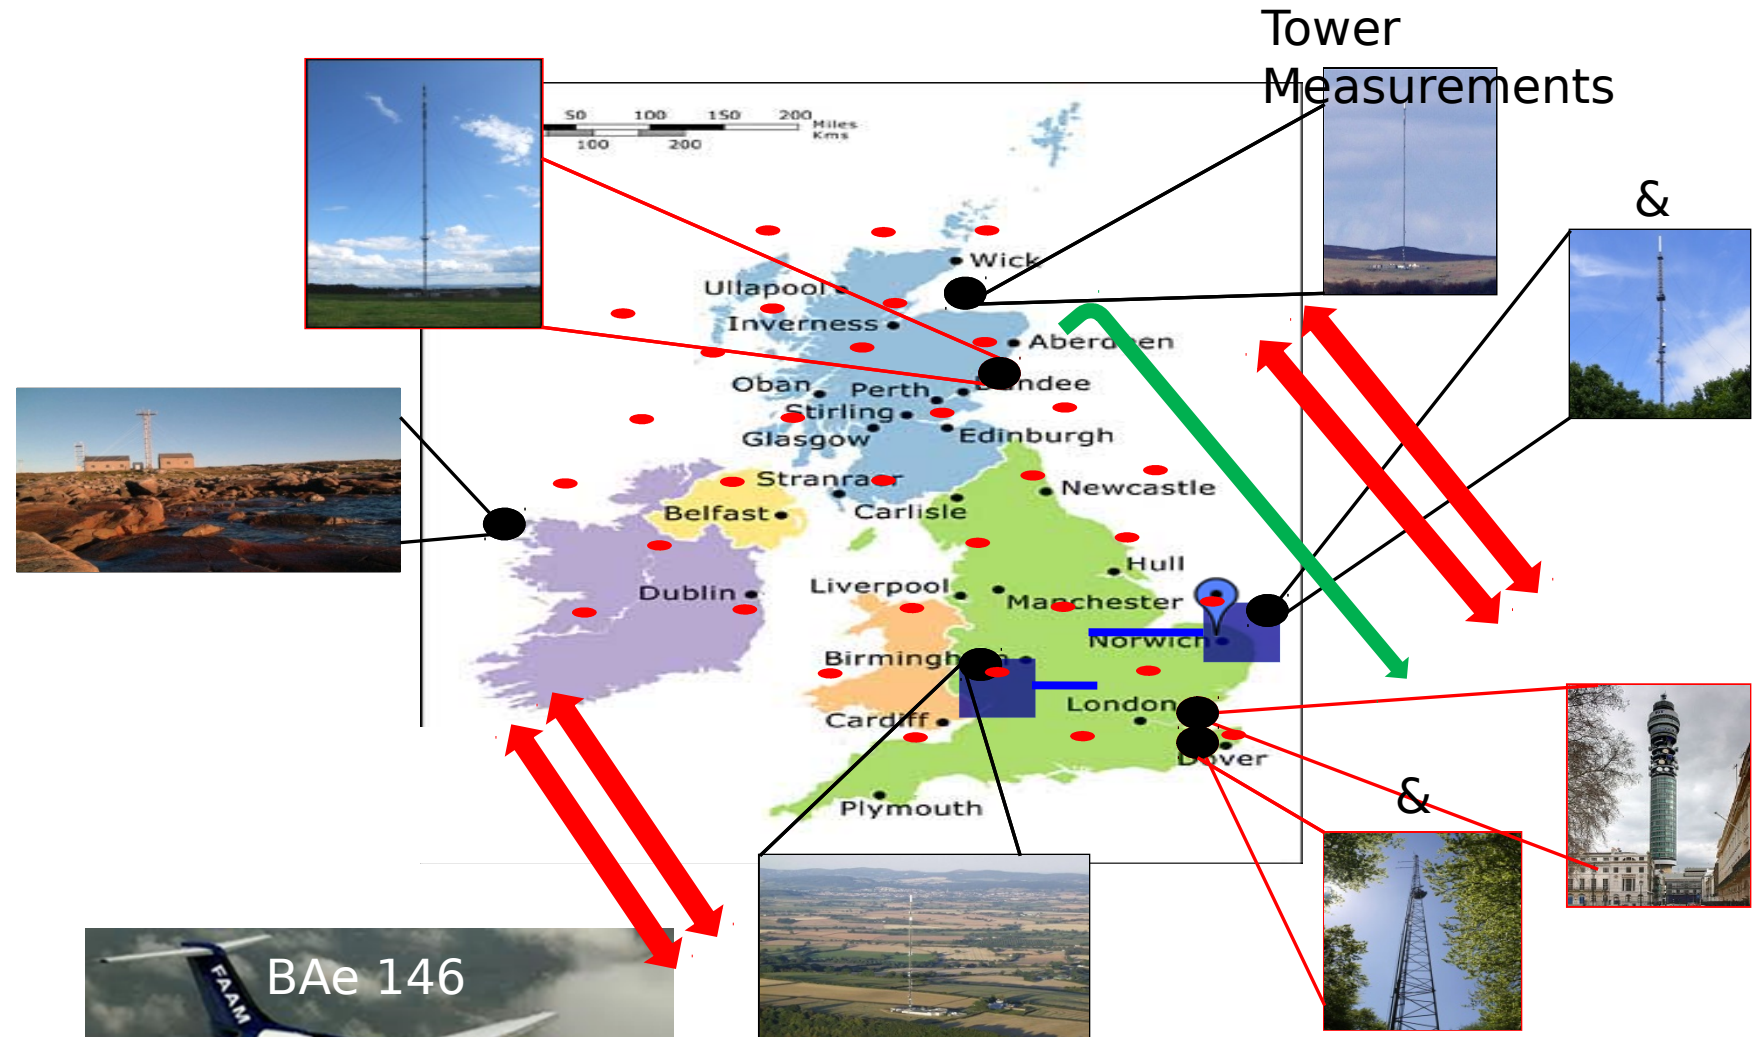 Tower
Measurements
50 100 150 200 Miles
Kms
100 200
&
Wick
Ullapool
Inverness
Aberdeen
Oban
Perth
Dundee
Stirling
Glasgow
Edinburgh
Stranraer
Newcastle
Belfast
Carlisle
Hull
Liverpool
Dublin
Manchester
Norwich
Birmingham
London
Cardiff
Dover
&
Plymouth
BAe 146
FAAM